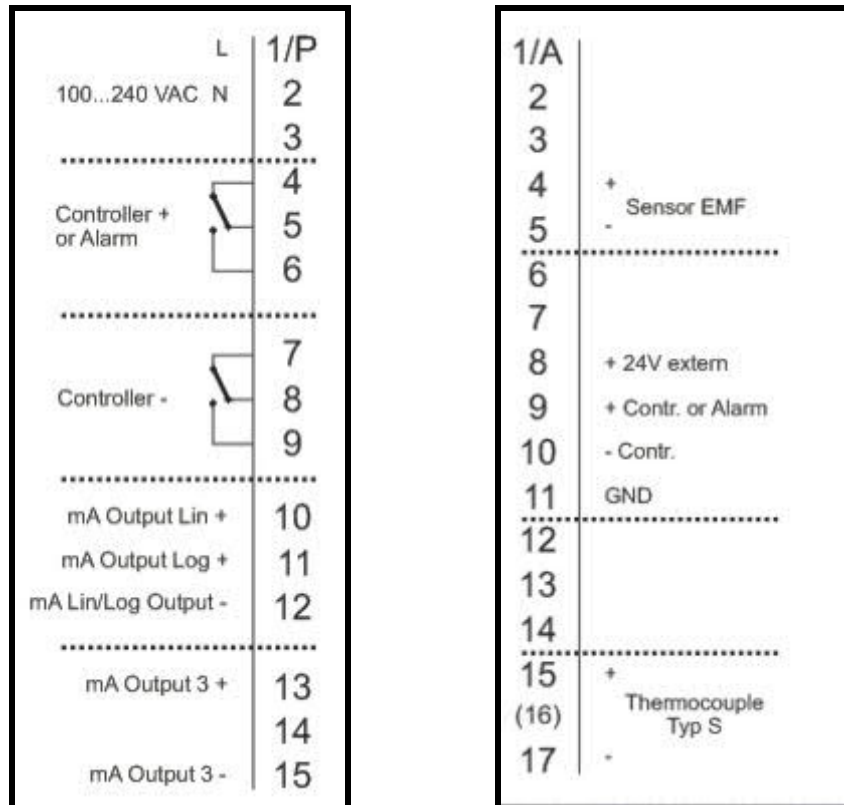 L 1/P
100...240 VAC N 2
3
4
Controller +
or Alarm
5
6
7
Controller - 8
9
mA Output Lin + 10
mA Output Log + 11
mA Lin/Log Output - 12
mA Output 3 + 13
14
mA Output 3 - 15
1/A
2
3
4 +
Sensor EMF
5 -
6
7
8 + 24V extern
9 + Contr. or Alarm
10 - Contr.
11 GND
12
13
14
15 +
(16) Thermocouple
Typ S
17 -